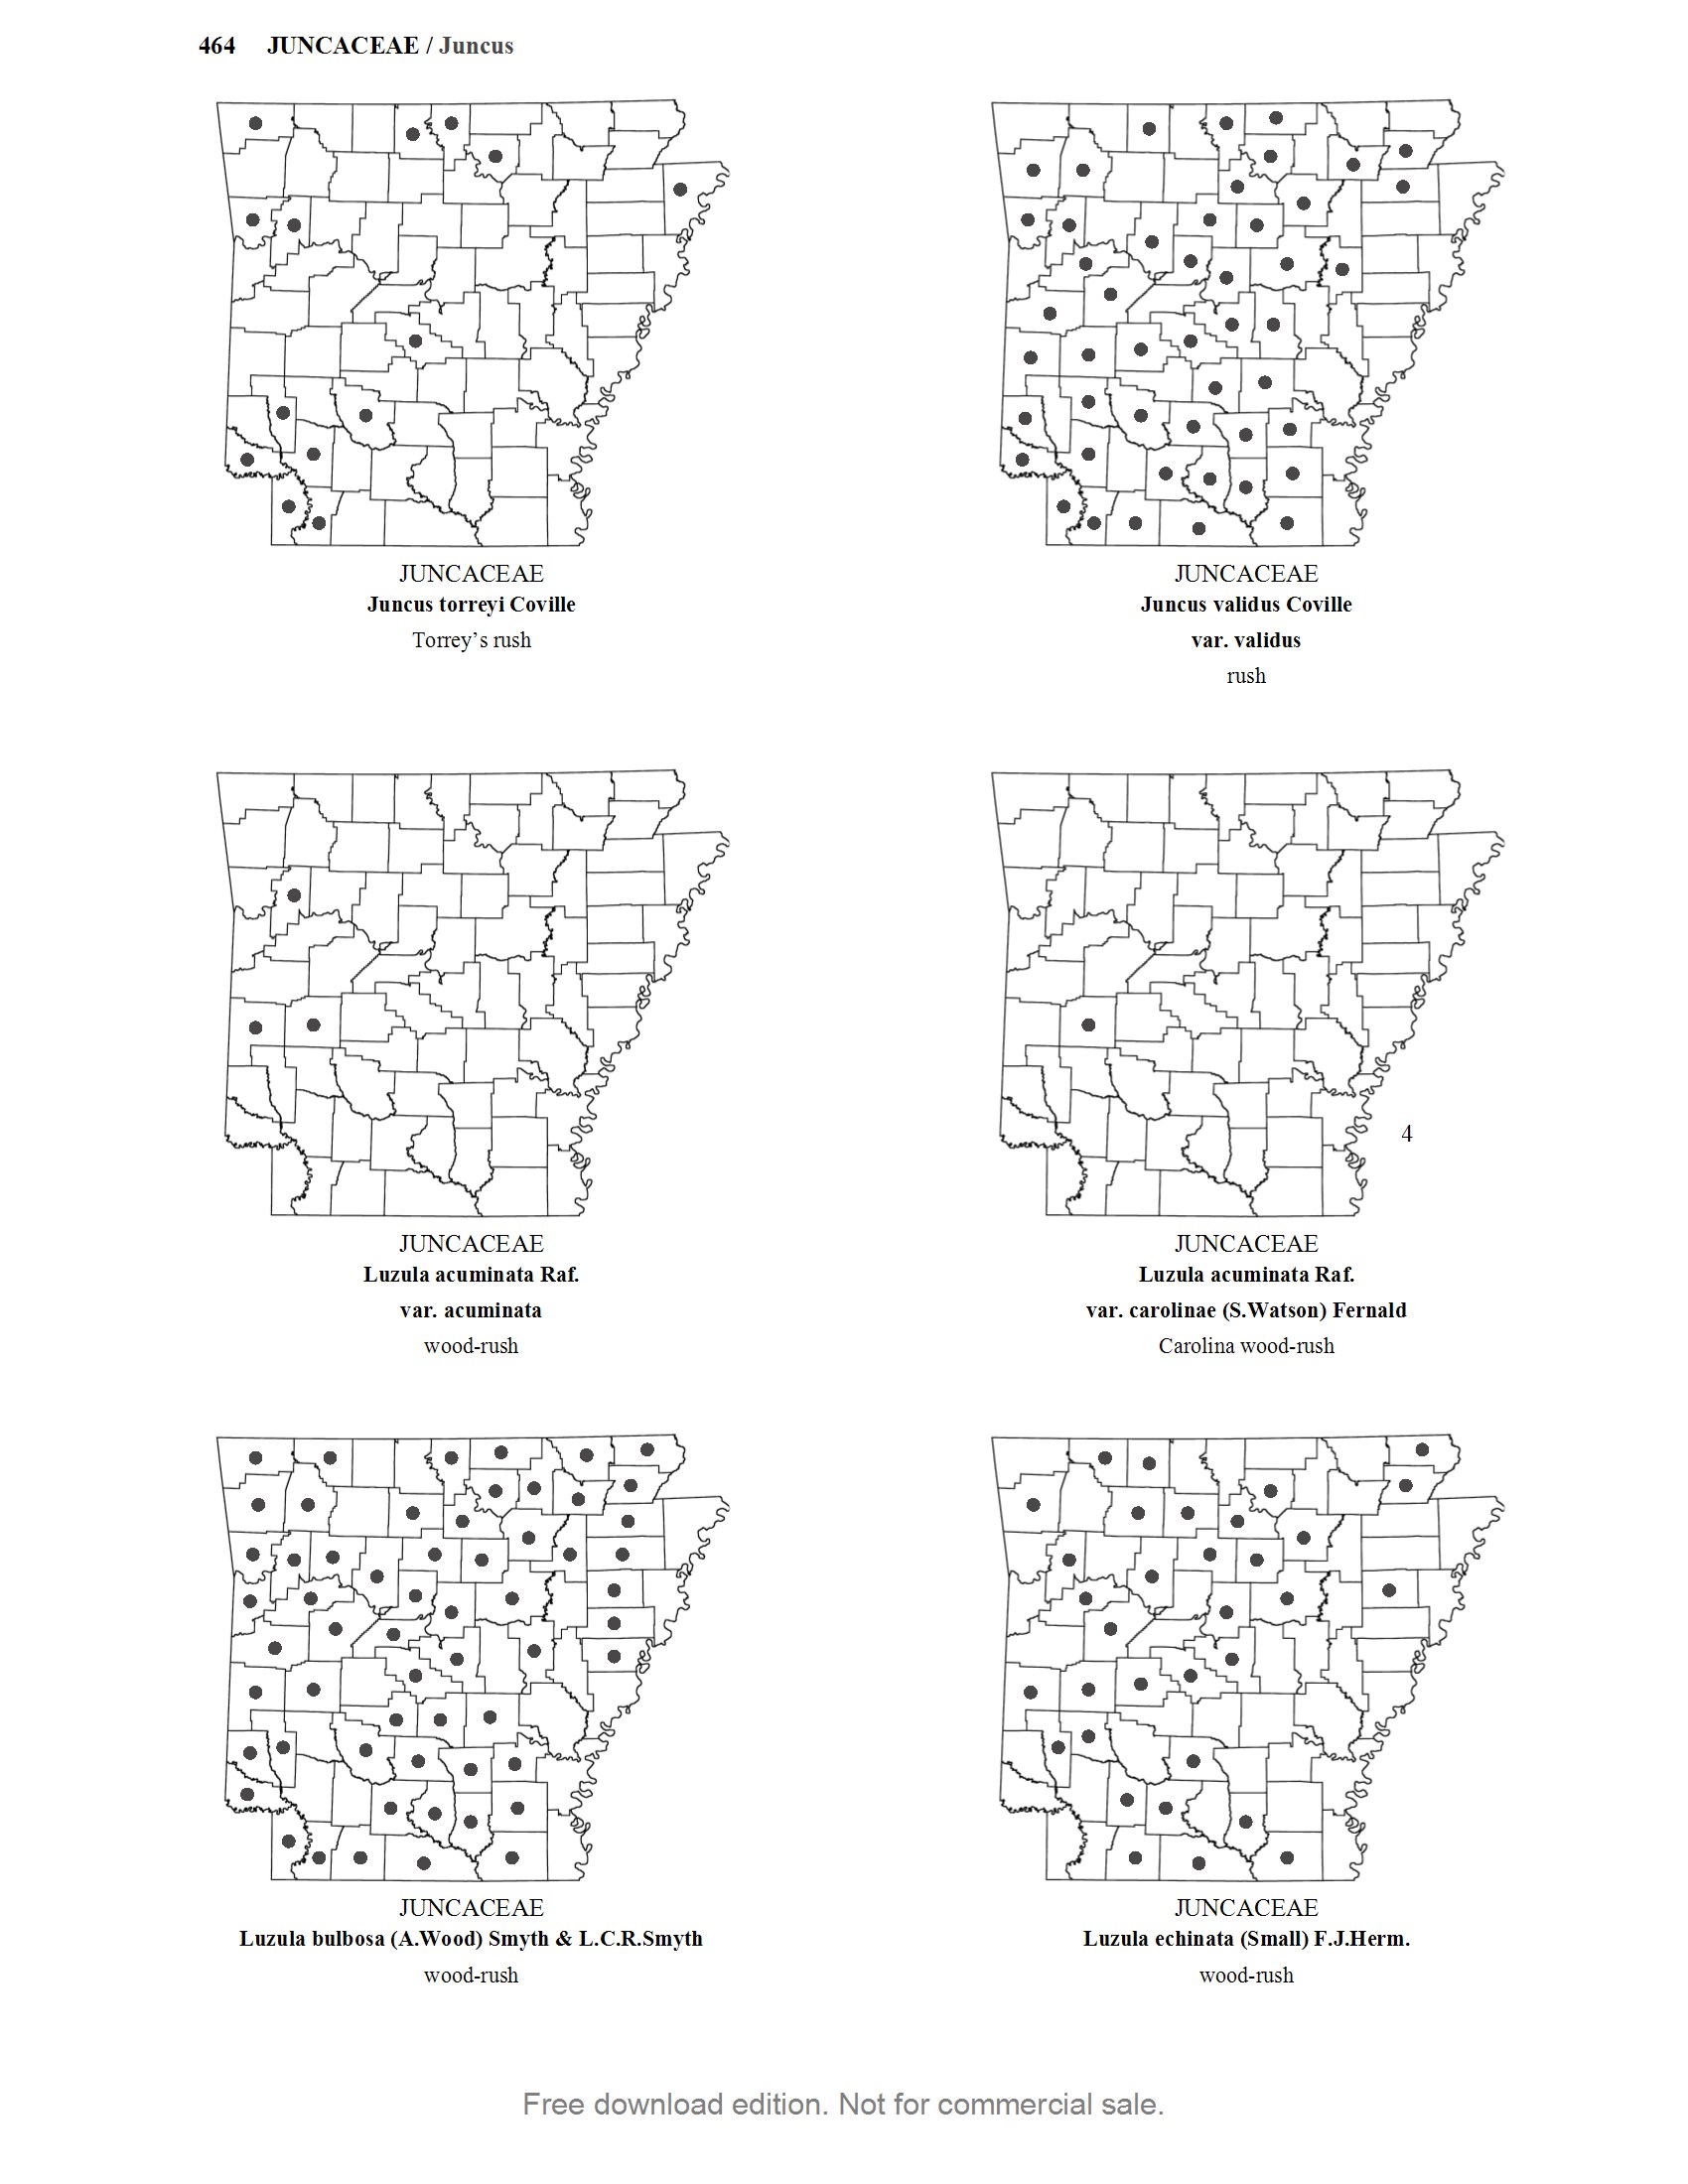 464 JUNCACEAE / Juncus
JUNCACEAE
Juncus torreyi Coville
Torrey’s rush
JUNCACEAE
Juncus validus Coville
var. validus
rush
JUNCACEAE
Luzula acuminata Raf.
var. acuminata
wood-rush
4
JUNCACEAE
Luzula acuminata Raf.
var. carolinae (S.Watson) Fernald
Carolina wood-rush
JUNCACEAE
Luzula bulbosa (A.Wood) Smyth & L.C.R.Smyth
wood-rush
JUNCACEAE
Luzula echinata (Small) F.J.Herm.
wood-rush
Free download edition. Not for commercial sale.